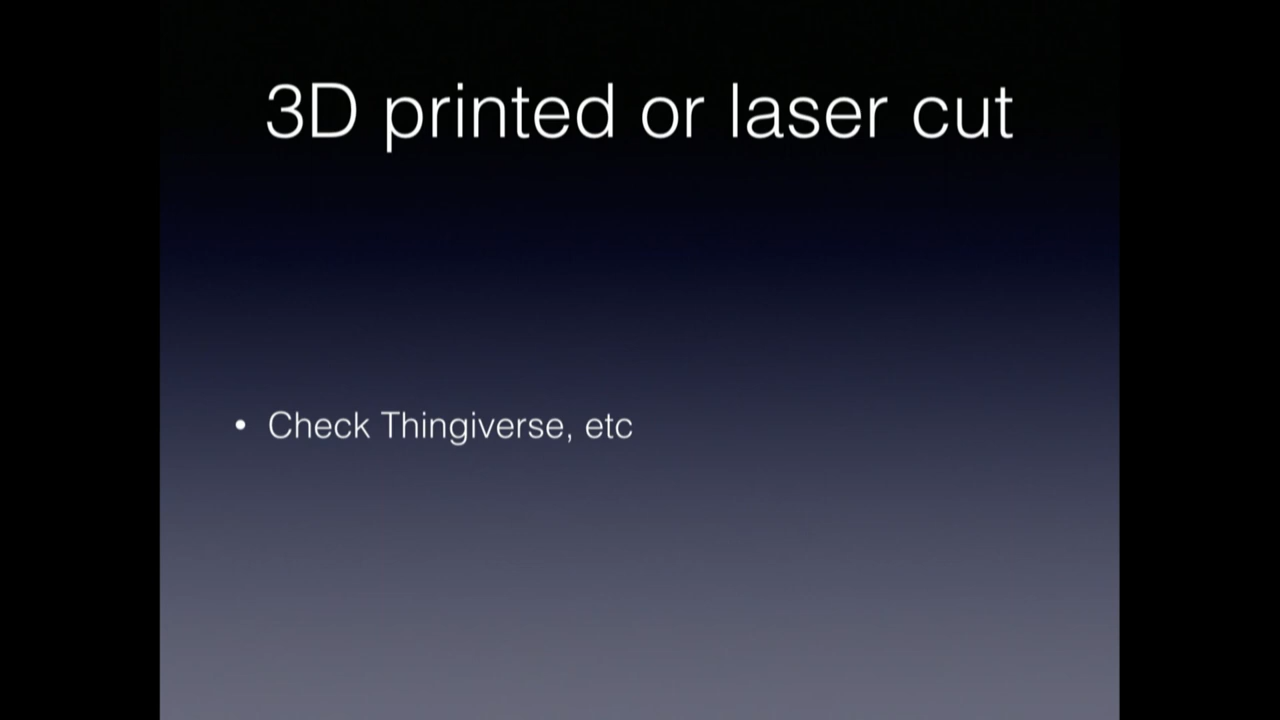 3D printed or laser cut
• Check Thingiverse, etc